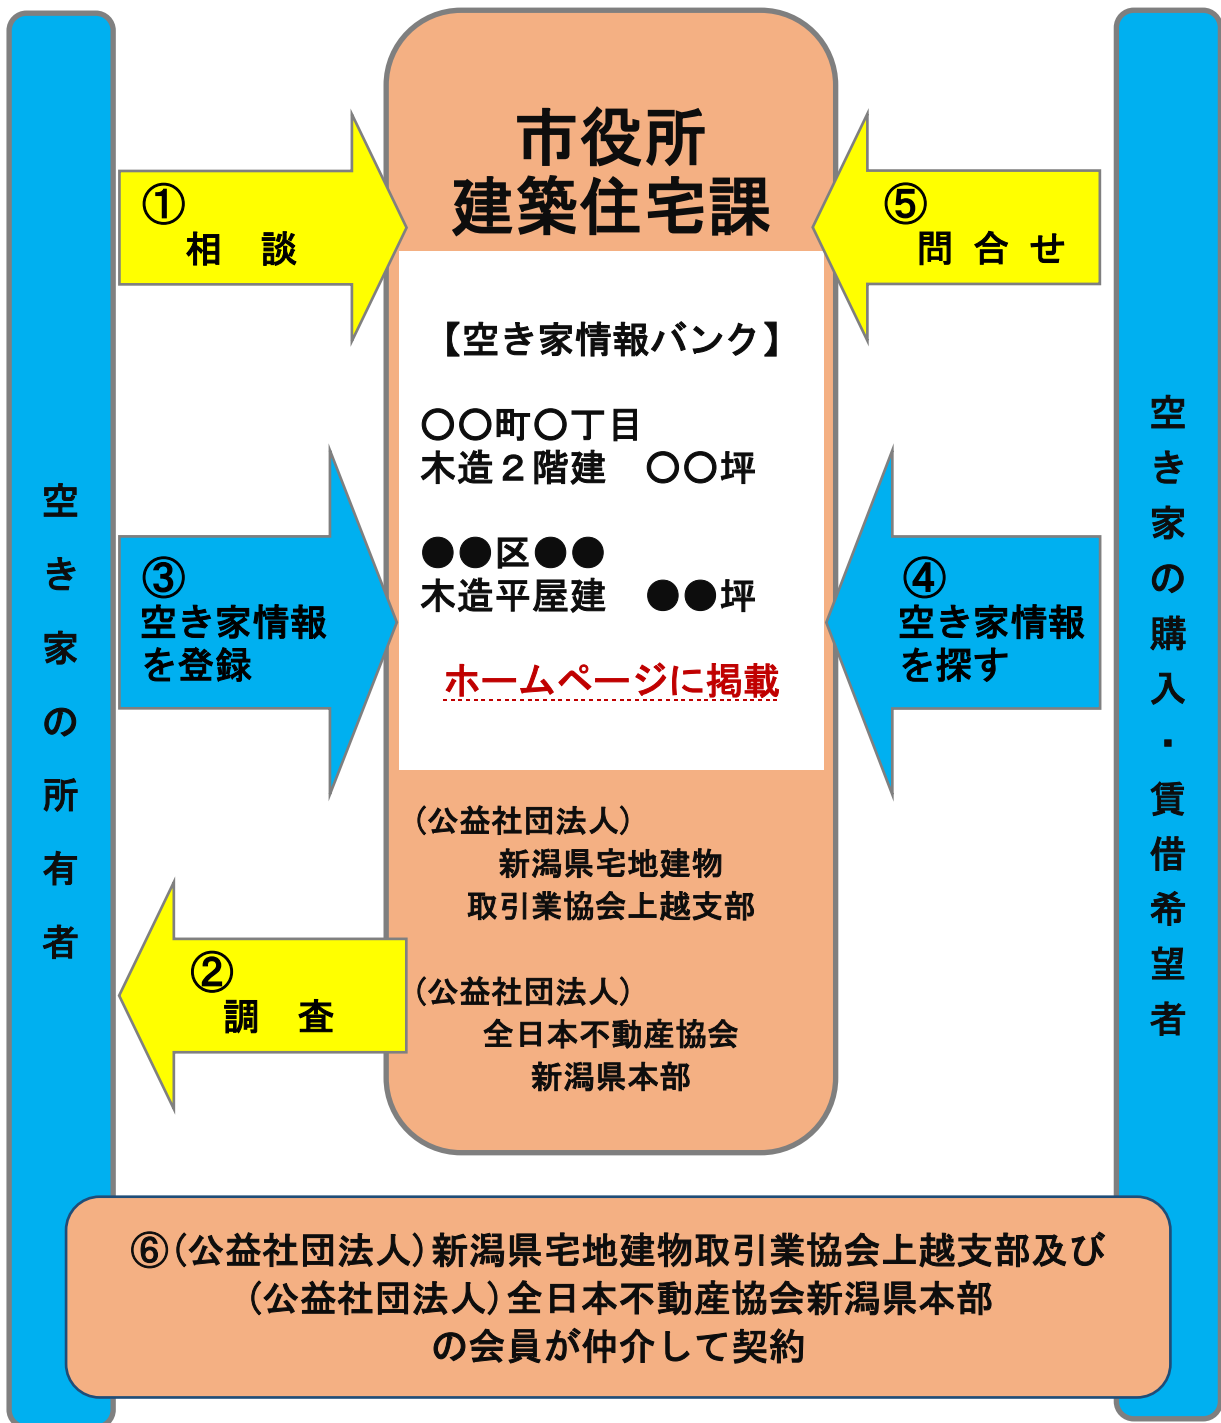 空き家の所有者
①
相　談
③
空き家情報
を登録
②
調　査
市役所
建築住宅課
【空き家情報バンク】
〇〇町〇丁目
木造２階建　〇〇坪
●●区●●
木造平屋建　●●坪
ホームページに掲載
（公益社団法人）
新潟県宅地建物
取引業協会上越支部
（公益社団法人）
全日本不動産協会
新潟県本部
⑤
問 合 せ
④
空き家情報
を探す
空き家の購入・賃借希望者
⑥（公益社団法人）新潟県宅地建物取引業協会上越支部及び
（公益社団法人）全日本不動産協会新潟県本部
の会員が仲介して契約